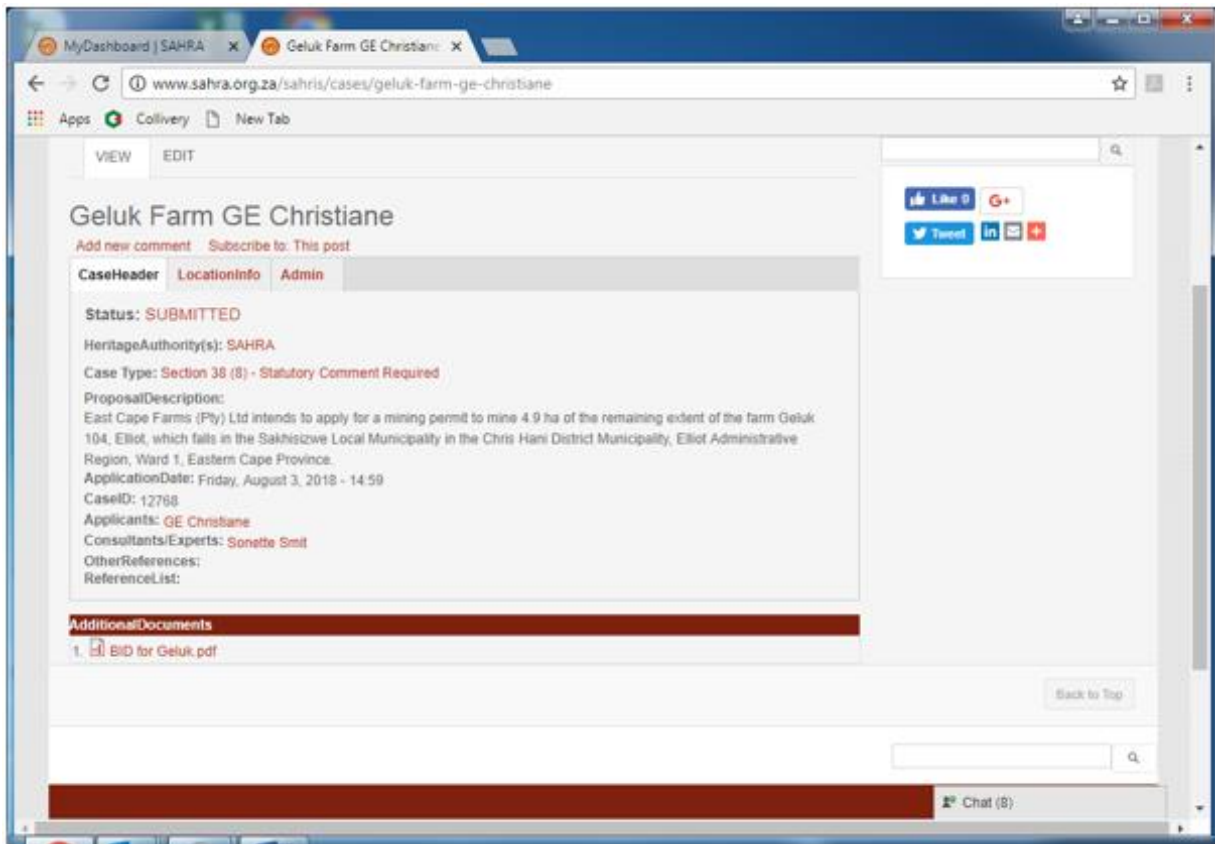 MyDashboard | SAHRA
Geluk Farm GE Christiane
www.sahra.org.za/sahris/cases/geluk-farm-ge-christiane
Apps Collivery New Tab
VIEW EDIT
Like 0 G+
Tweet in
Geluk Farm GE Christiane
Add new comment Subscribe to: This post
CaseHeader LocationInfo Admin
Status: SUBMITTED
HeritageAuthority(s): SAHRA
Case Type: Section 38 (8) - Statutory Comment Required
ProposalDescription:
East Cape Farms (Pty) Ltd intends to apply for a mining permit to mine 4.9 ha of the remaining extent of the farm Geluk
104, Elliot, which falls in the Sakhisizwe Local Municipality in the Chris Hani District Municipality, Elliot Administrative
Region, Ward 1, Eastern Cape Province.
ApplicationDate: Friday, August 3, 2018 - 14:59
CaseID: 12768
Applicants: GE Christiane
Consultants/Experts: Sonette Smit
OtherReferences:
ReferenceList:
AdditionalDocuments
1. BID for Geluk.pdf
Back to Top
Chat (8)